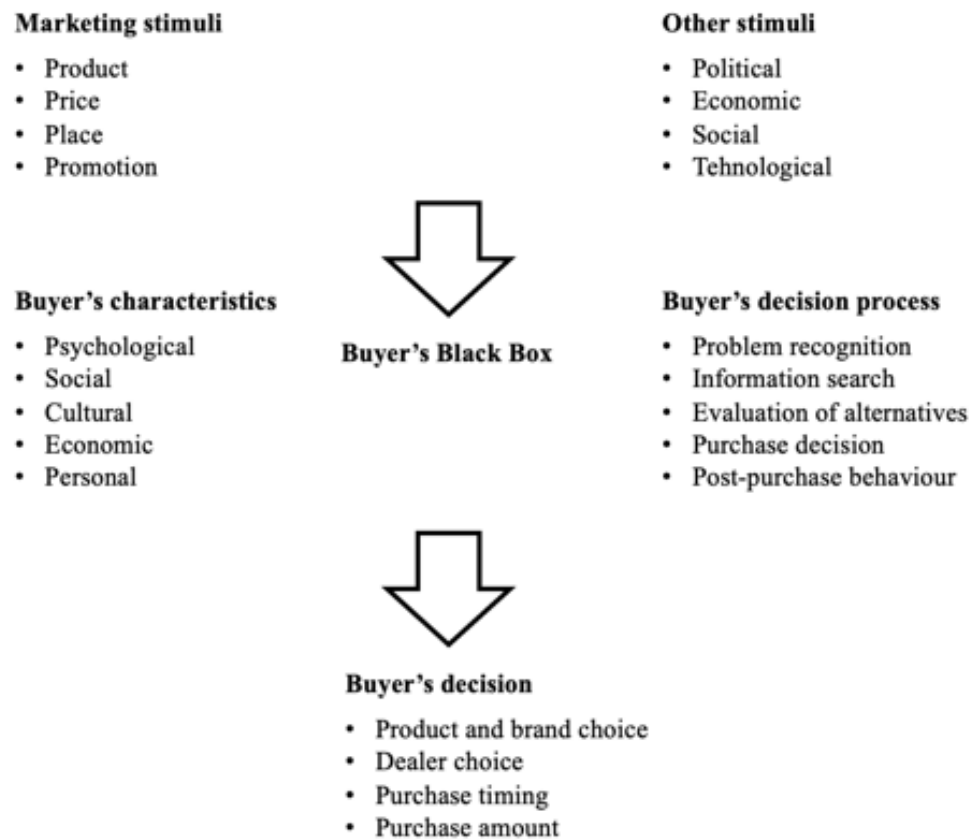 Marketing stimuli
• Product
• Price
• Place
• Promotion
Other stimuli
• Political
• Economic
• Social
• Tehnological
Buyer’s characteristics
• Psychological
• Social
• Cultural
• Economic
• Personal
Buyer’s Black Box
Buyer’s decision process
• Problem recognition
• Information search
• Evaluation of alternatives
• Purchase decision
• Post-purchase behaviour
Buyer’s decision
• Product and brand choice
• Dealer choice
• Purchase timing
• Purchase amount